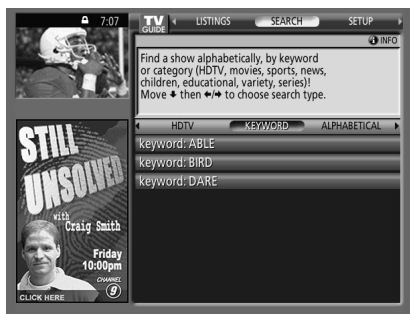 7:07
TV GUIDE
LISTINGS
SEARCH
SETUP
i INFO
Find a show alphabetically, by keyword
or category (HDTV, movies, sports, news,
children, educational, variety, series)!
Move ↓ then ←/→ to choose search type.
HDTV
KEYWORD
ALPHABETICAL
keyword: ABLE
keyword: BIRD
keyword: DARE
STILL
UNSOLVED
with
Craig Smith
Friday
10:00pm
CHANNEL
9
CLICK HERE